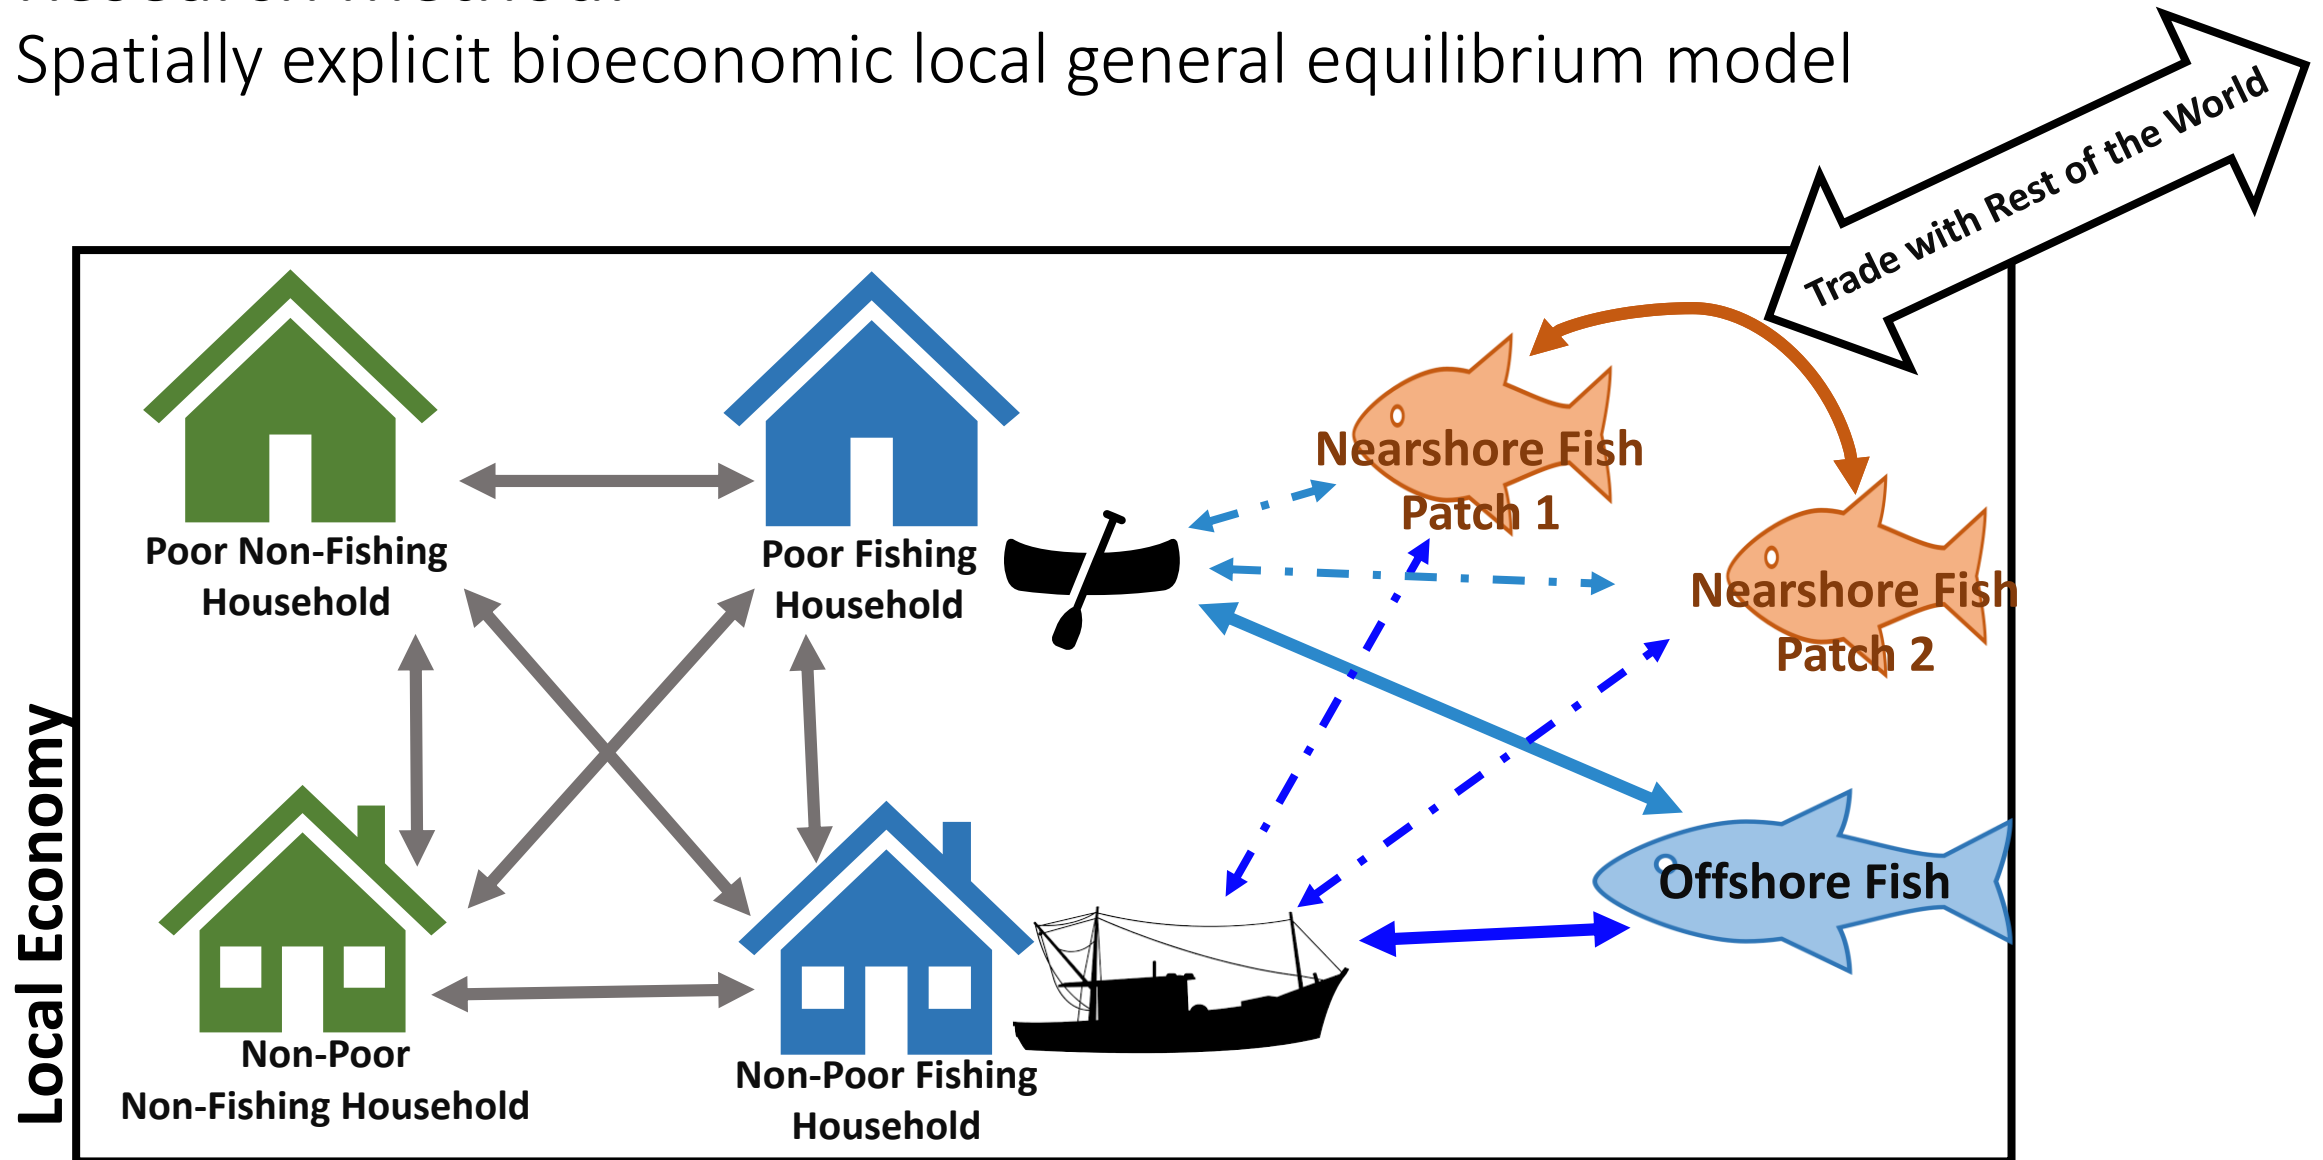 Spatially explicit bioeconomic local general equilibrium model
Trade with Rest of the World
Nearshore Fish
Patch 1
Poor Non-Fishing
Household
Poor Fishing
Household
Nearshore Fish
Patch 2
Local Economy
Offshore Fish
Non-Poor
Non-Fishing Household
Non-Poor Fishing
Household